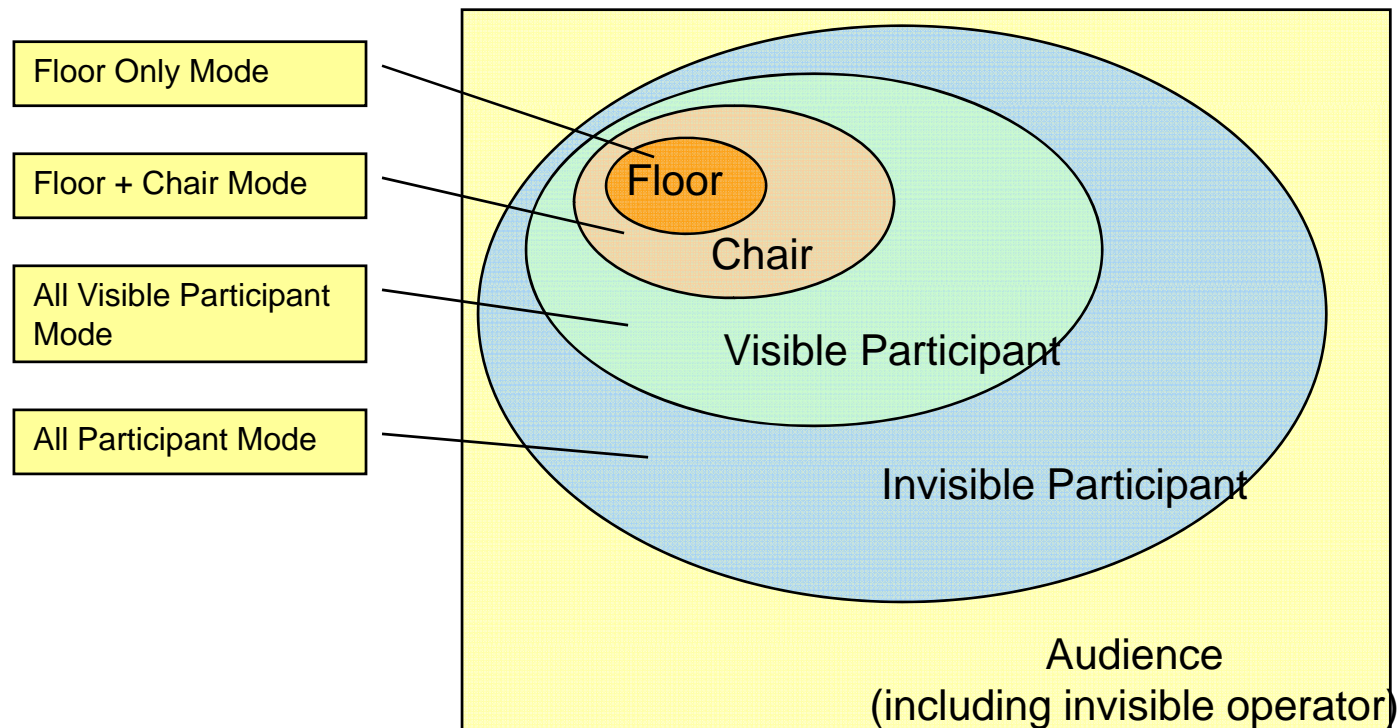 Floor Only Mode
Floor + Chair Mode
All Visible Participant
Mode
All Participant Mode
Floor
Chair
Visible Participant
Invisible Participant
Audience
(including invisible operator)